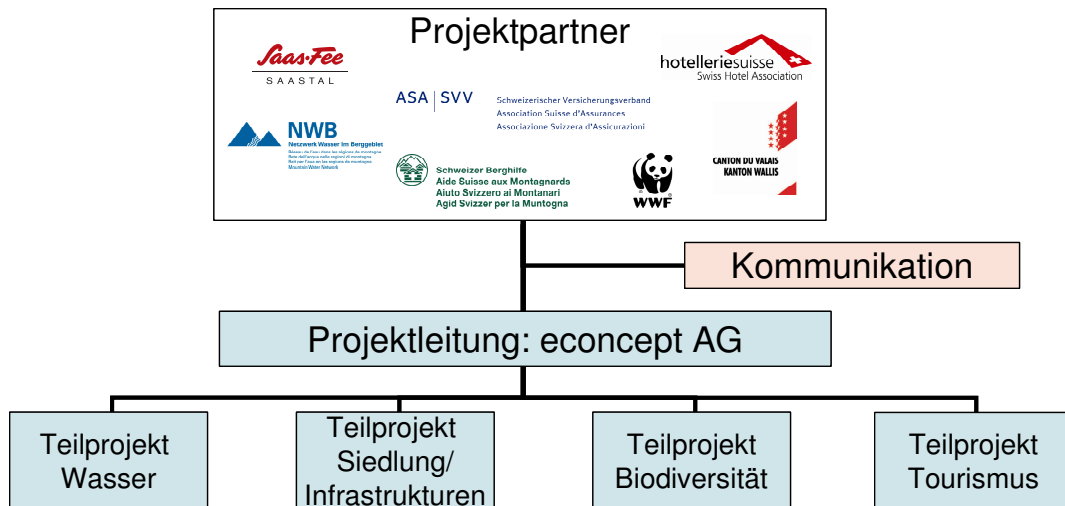 Projektpartner
Saas-Fee
SAASTAL
hotelleriesuisse
Swiss Hotel Association
ASA | SVV
Schweizerischer Versicherungsverband
Association Suisse d'Assurances
Associazione Svizzera d'Assicurazioni
NWB
Netzwerk Wasser im Berggebiet
Mountain Water Network
Schweizer Berghilfe
Aide Suisse aux Montagnards
Aiuto Svizzero ai Montanari
Agid Svizzer per la Muntogna
WWF
CANTON DU VALAIS
KANTON WALLIS
Kommunikation
Projektleitung: econcept AG
Teilprojekt
Wasser
Teilprojekt
Siedlung/
Infrastrukturen
Teilprojekt
Biodiversität
Teilprojekt
Tourismus